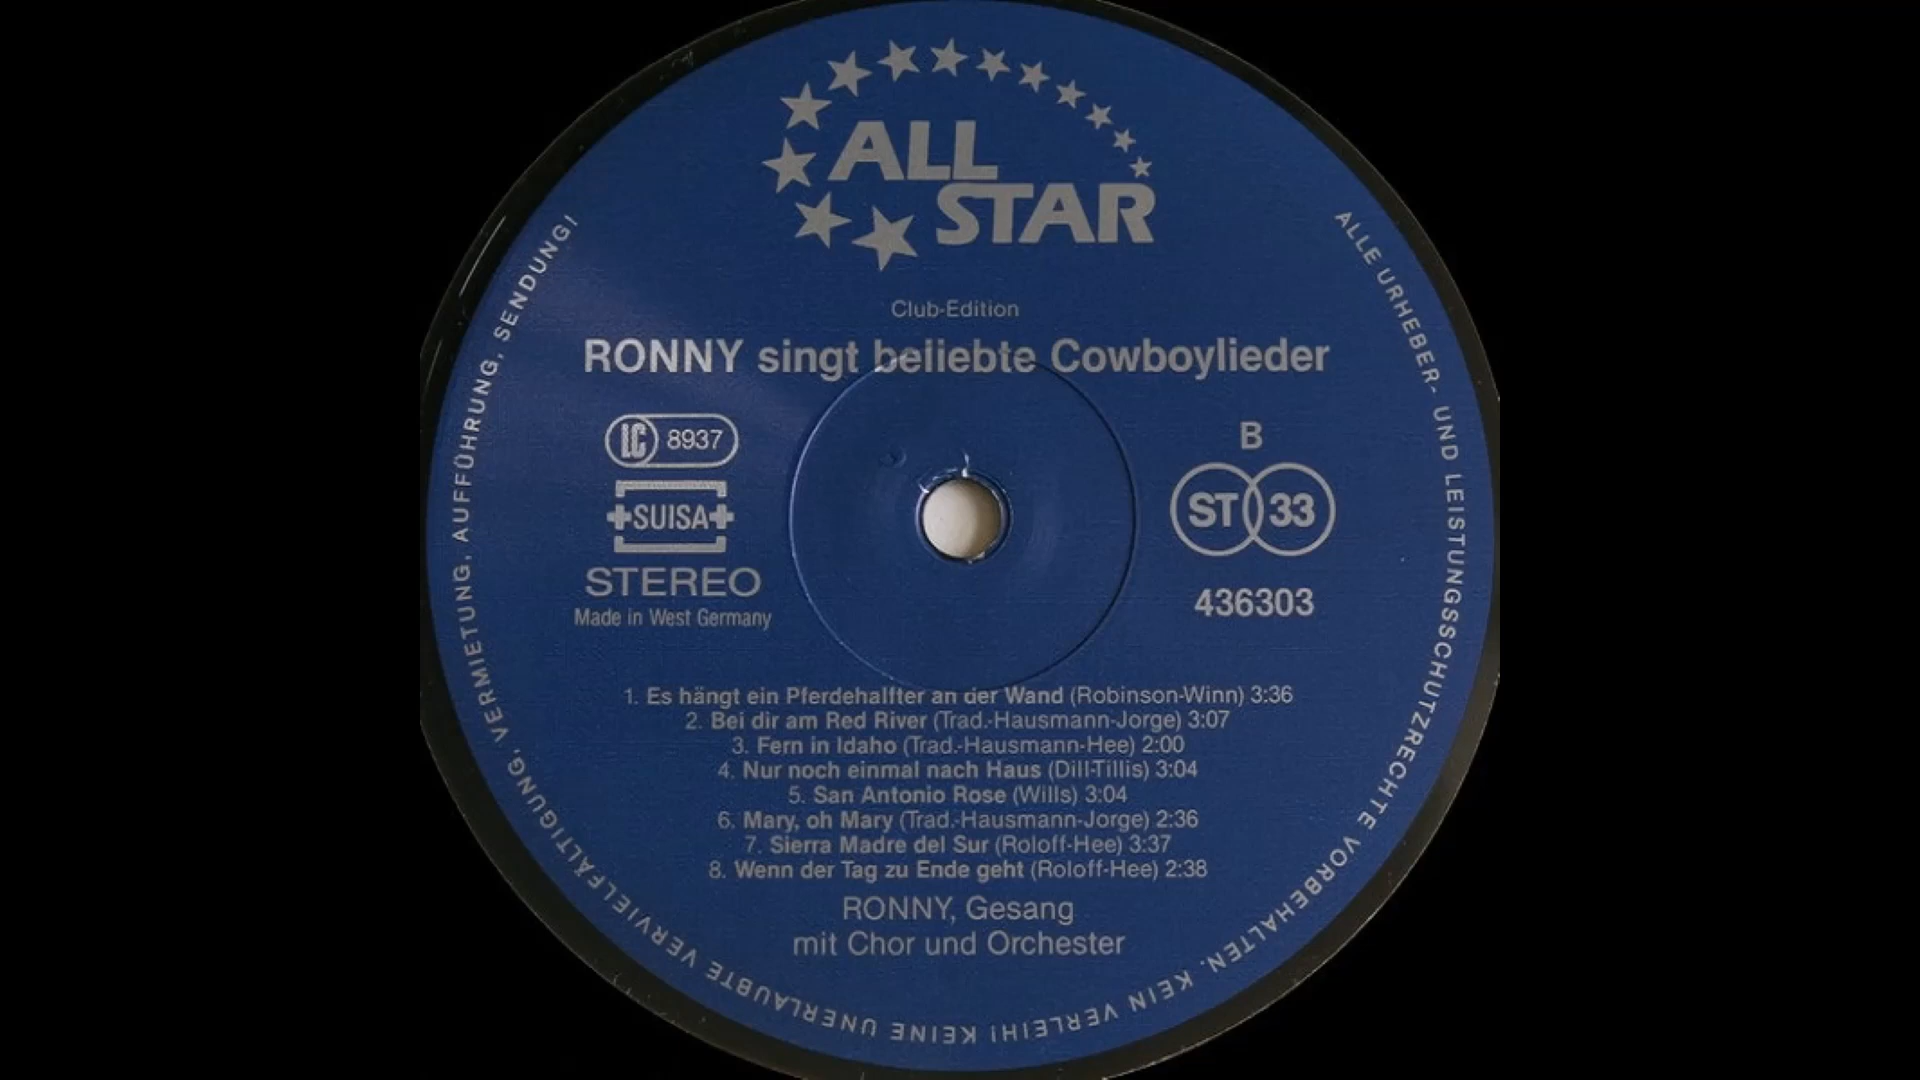 ALL
STAR
Club-Edition
RONNY singt beliebte Cowboylieder
LC 8937
SUISA
STEREO
Made in West Germany
B
ST 33
436303
1. Es hängt ein Pferdehalfter an der Wand (Robinson-Winn) 3:36
2. Bei dir am Red River (Trad.-Hausmann-Jorge) 3:07
3. Fern in Idaho (Trad.-Hausmann-Hee) 2:00
4. Nur noch einmal nach Haus (Dill-Tillis) 3:04
5. San Antonio Rose (Wills) 3:04
6. Mary, oh Mary (Trad.-Hausmann-Jorge) 2:36
7. Sierra Madre del Sur (Roloff-Hee) 3:37
8. Wenn der Tag zu Ende geht (Roloff-Hee) 2:38
RONNY, Gesang
mit Chor und Orchester
ALLE URHEBER- UND LEISTUNGSSCHUTZRECHTE VORBEHALTEN. KEIN VERLEIH! KEINE UNERLAUBTE VERVIELFÄLTIGUNG, VERMIETUNG, AUFFÜHRUNG, SENDUNG!